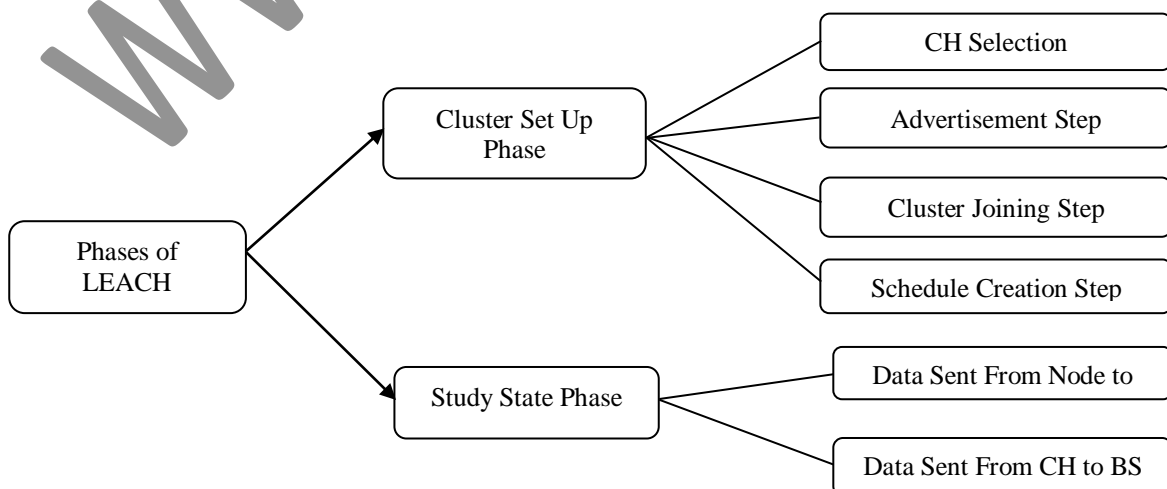 CH Selection
Cluster Set Up
Phase
Advertisement Step
Cluster Joining Step
Phases of
LEACH
Schedule Creation Step
Study State Phase
Data Sent From Node to
Data Sent From CH to BS